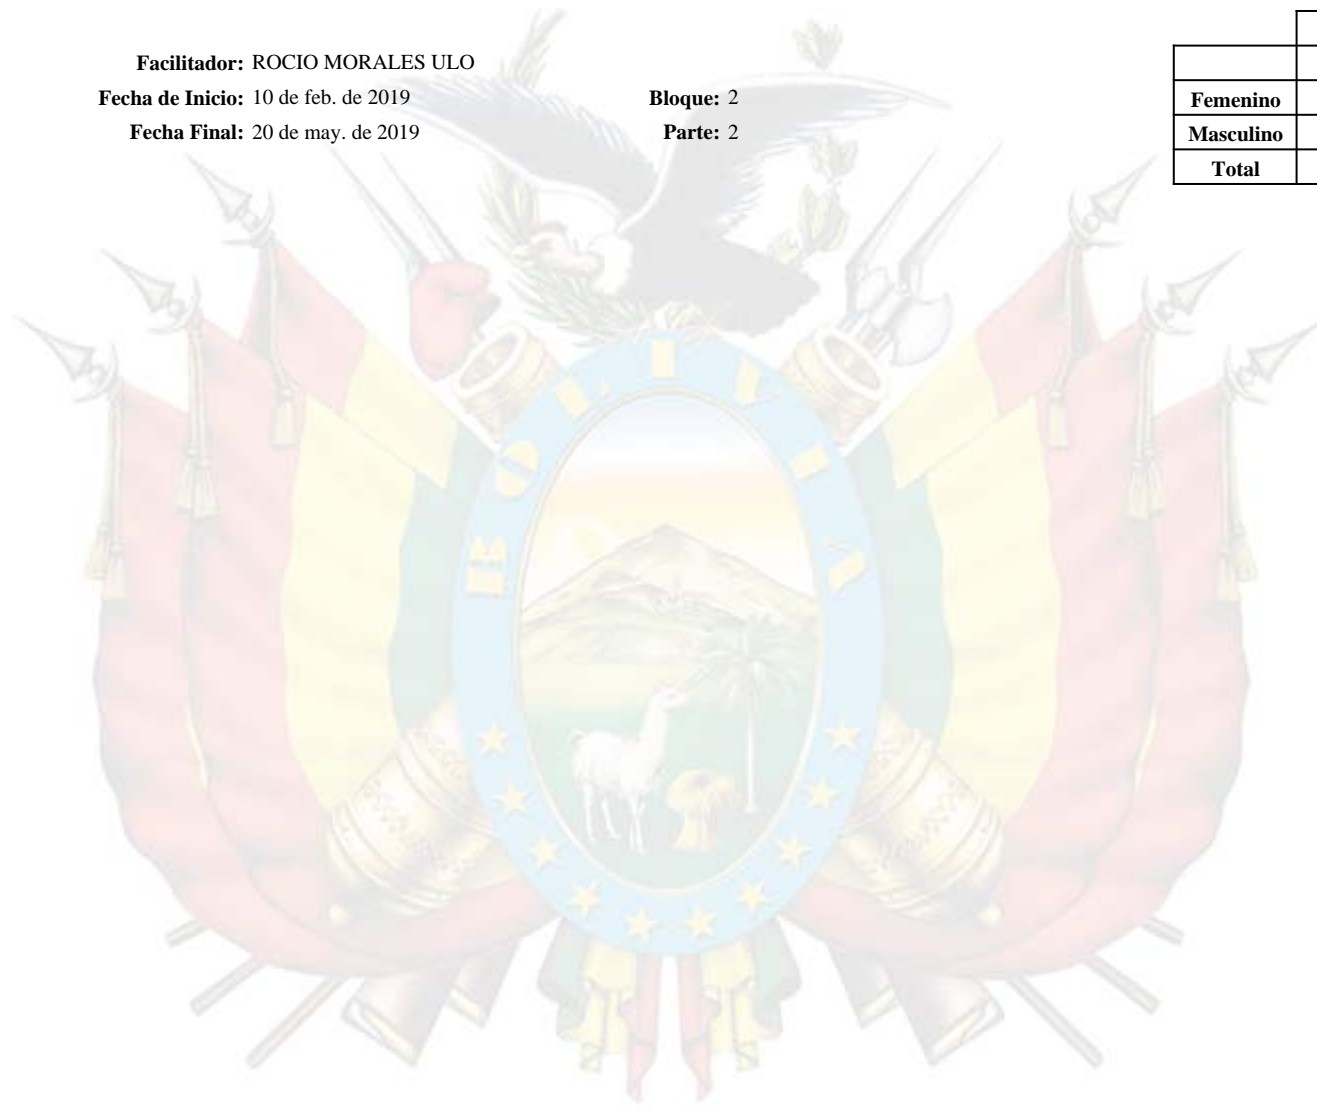 Facilitador: ROCIO MORALES ULO
Fecha de Inicio: 10 de feb. de 2019 Bloque: 2
Fecha Final: 20 de may. de 2019 Parte: 2
Femenino
Masculino
Total
BOLIVIA